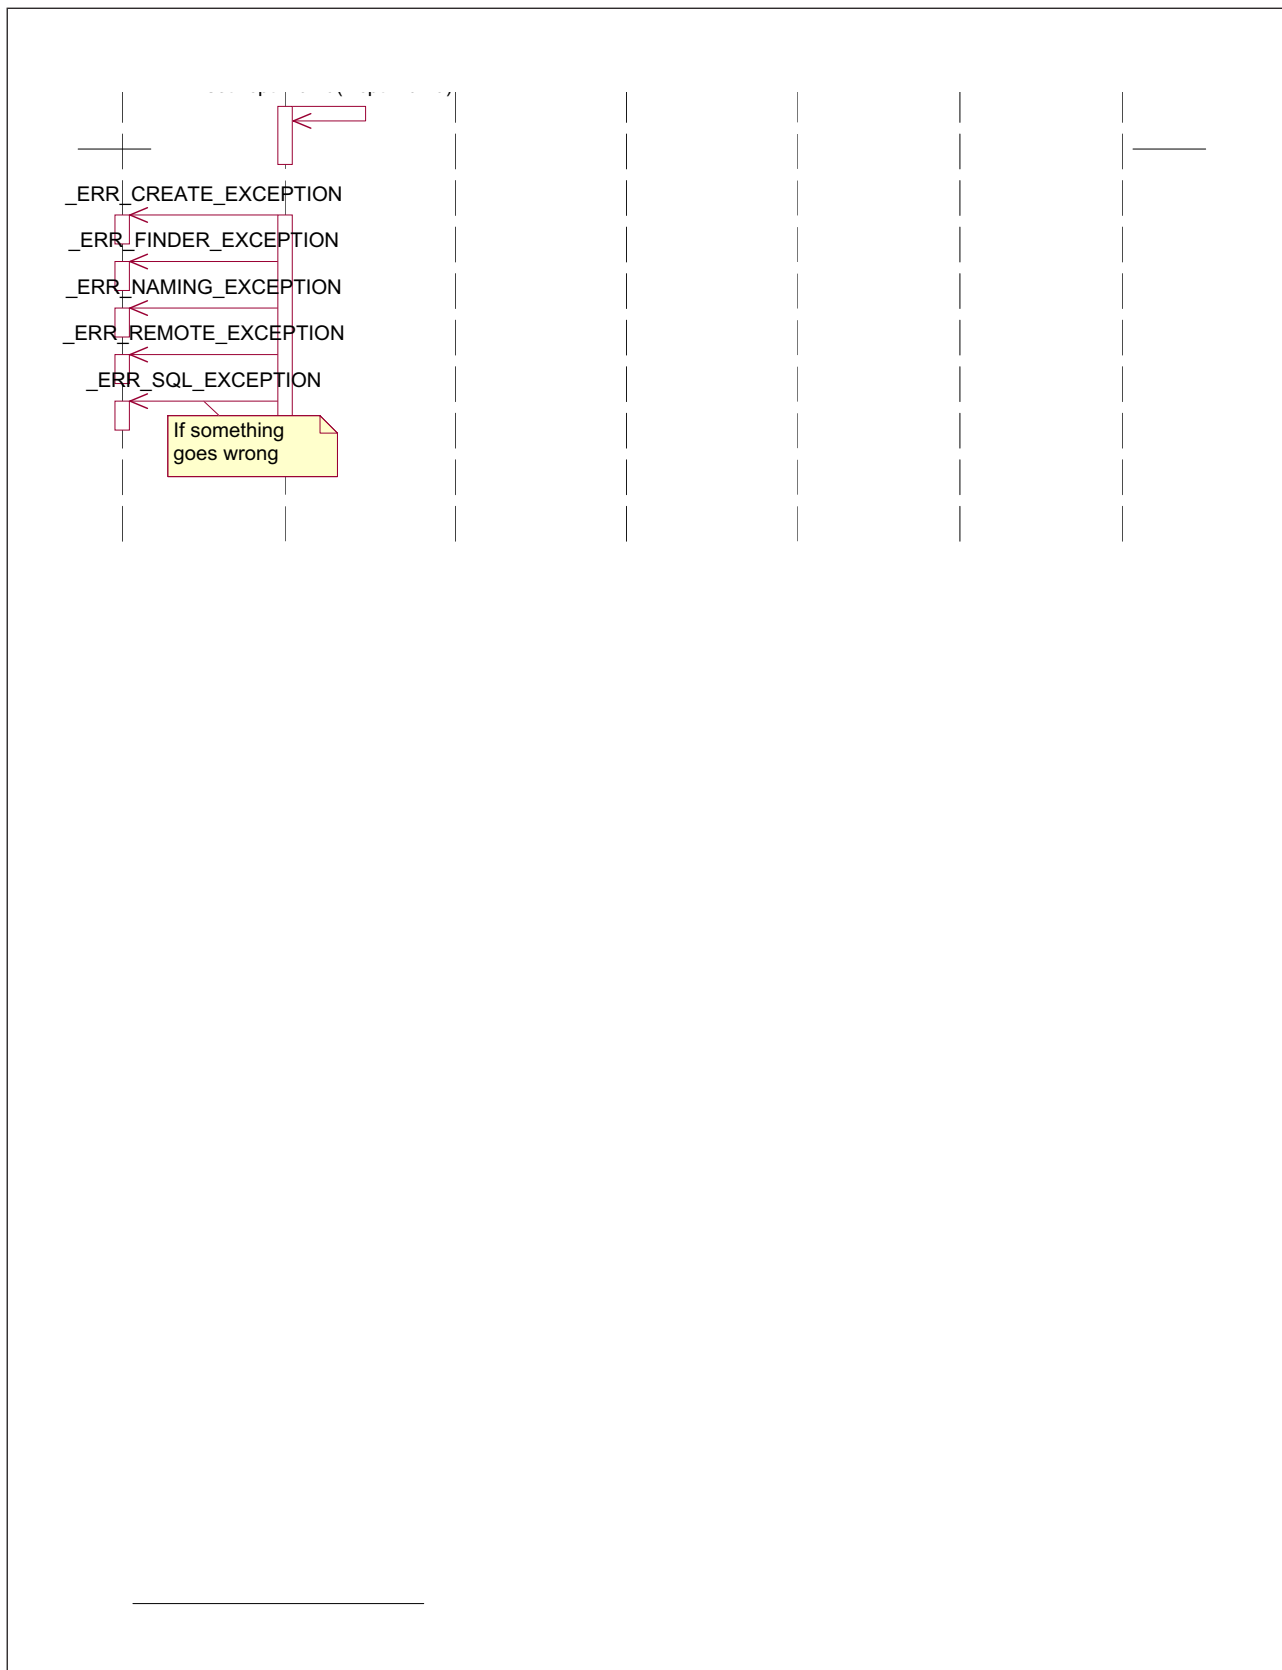 _ERR_CREATE_EXCEPTION
_ERR_FINDER_EXCEPTION
_ERR_NAMING_EXCEPTION
_ERR_REMOTE_EXCEPTION
_ERR_SQL_EXCEPTION
If something
goes wrong